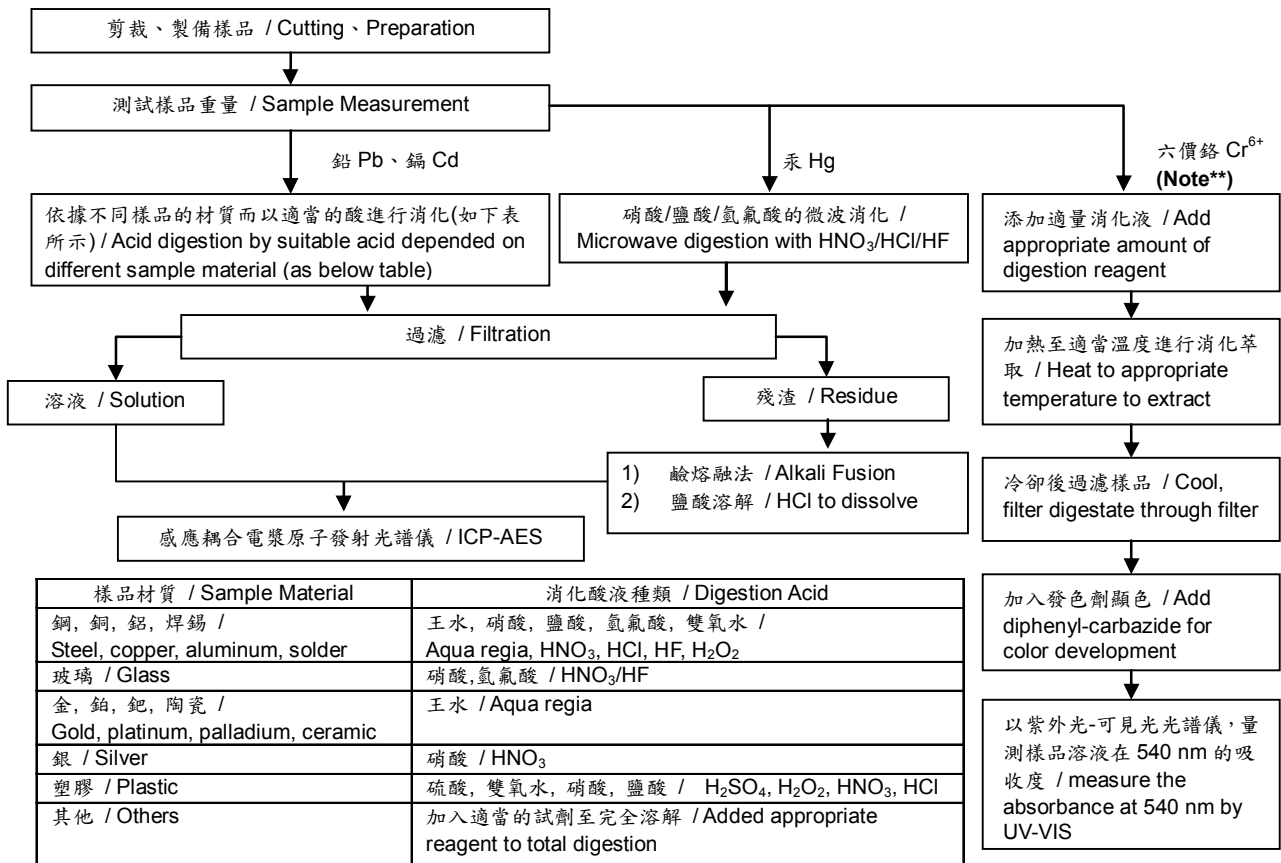 剪裁、製備樣品 / Cutting、Preparation
測試樣品重量 / Sample Measurement
鉛 Pb、鎘 Cd
汞 Hg
六價鉻 Cr⁶⁺
(Note**)
依據不同樣品的材質而以適當的酸進行消化(如下表
所示) / Acid digestion by suitable acid depended on
different sample material (as below table)
硝酸/鹽酸/氫氟酸的微波消化 /
Microwave digestion with HNO₃/HCl/HF
添加適量消化液 / Add
appropriate amount of
digestion reagent
過濾 / Filtration
加熱至適當溫度進行消化萃
取 / Heat to appropriate
temperature to extract
溶液 / Solution
殘渣 / Residue
1) 鹼熔融法 / Alkali Fusion
2) 鹽酸溶解 / HCl to dissolve
冷卻後過濾樣品 / Cool,
filter digestate through filter
感應耦合電漿原子發射光譜儀 / ICP-AES
加入發色劑顯色 / Add
diphenyl-carbazide for
color development
以紫外光-可見光光譜儀，量
測樣品溶液在 540 nm 的吸
收度 / measure the
absorbance at 540 nm by
UV-VIS
樣品材質 / Sample Material
消化酸液種類 / Digestion Acid
鋼, 銅, 鋁, 焊錫 /
Steel, copper, aluminum, solder
王水, 硝酸, 鹽酸, 氫氟酸, 雙氧水 /
Aqua regia, HNO₃, HCl, HF, H₂O₂
玻璃 / Glass
硝酸,氫氟酸 / HNO₃/HF
金, 鉑, 鈀, 陶瓷 /
Gold, platinum, palladium, ceramic
王水 / Aqua regia
銀 / Silver
硝酸 / HNO₃
塑膠 / Plastic
硫酸, 雙氧水, 硝酸, 鹽酸 / H₂SO₄, H₂O₂, HNO₃, HCl
其他 / Others
加入適當的試劑至完全溶解 / Added appropriate
reagent to total digestion